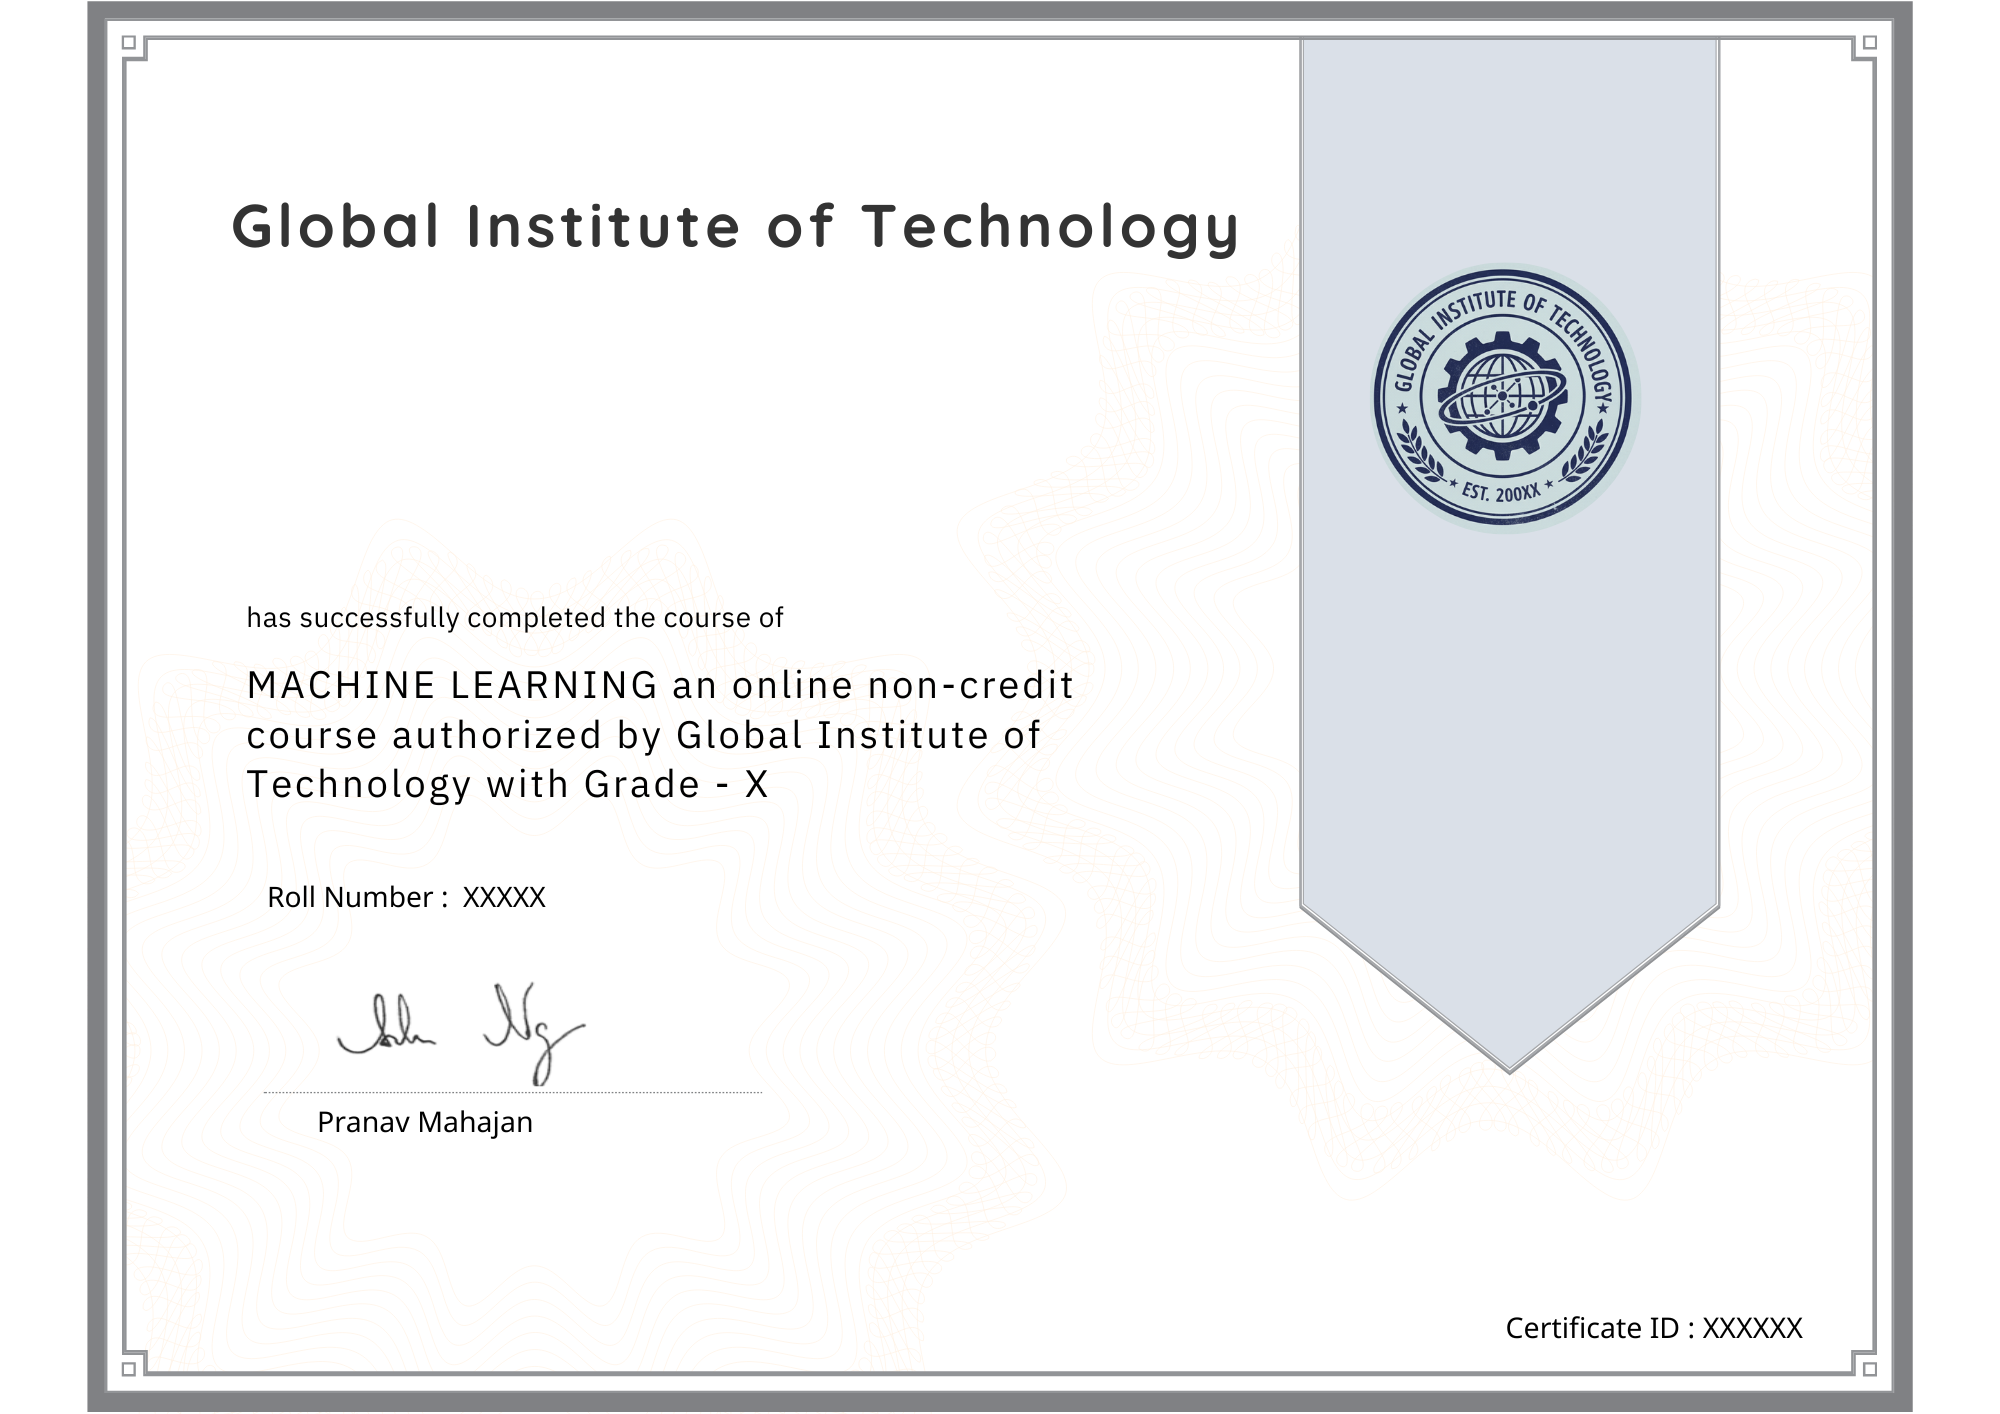 Global Institute of Technology
GLOBAL INSTITUTE OF TECHNOLOGY
EST. 200XX
has successfully completed the course of
MACHINE LEARNING an online non-credit
course authorized by Global Institute of
Technology with Grade - X
Roll Number : XXXXX
Pranav Mahajan
Certificate ID : XXXXXX